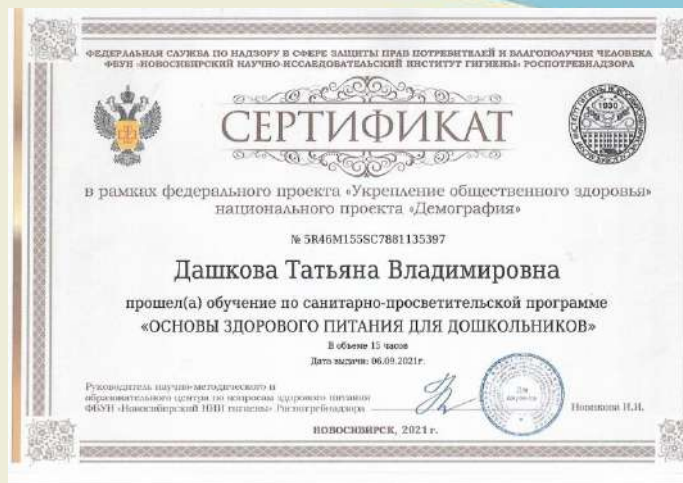 ФЕДЕРАЛЬНАЯ СЛУЖБА ПО НАДЗОРУ В СФЕРЕ ЗАЩИТЫ ПРАВ ПОТРЕБИТЕЛЕЙ И БЛАГОПОЛУЧИЯ ЧЕЛОВЕКА
ФБУН «НОВОСИБИРСКИЙ НАУЧНО-ИССЛЕДОВАТЕЛЬСКИЙ ИНСТИТУТ ГИГИЕНЫ» РОСПОТРЕБНАДЗОРА
1930
СЕРТИФИКАТ
в рамках федерального проекта «Укрепление общественного здоровья»
национального проекта «Демография»
№ 5R46M155SC7881135397
Дашкова Татьяна Владимировна
прошел(а) обучение по санитарно-просветительской программе
«ОСНОВЫ ЗДОРОВОГО ПИТАНИЯ ДЛЯ ДОШКОЛЬНИКОВ»
В объеме 15 часов
Дата выдачи: 06.09.2021г.
Руководитель научно-методического и
образовательного центра по вопросам здорового питания
ФБУН «Новосибирский НИИ гигиены» Роспотребнадзора
Новикова И.И.
НОВОСИБИРСК, 2021 г.